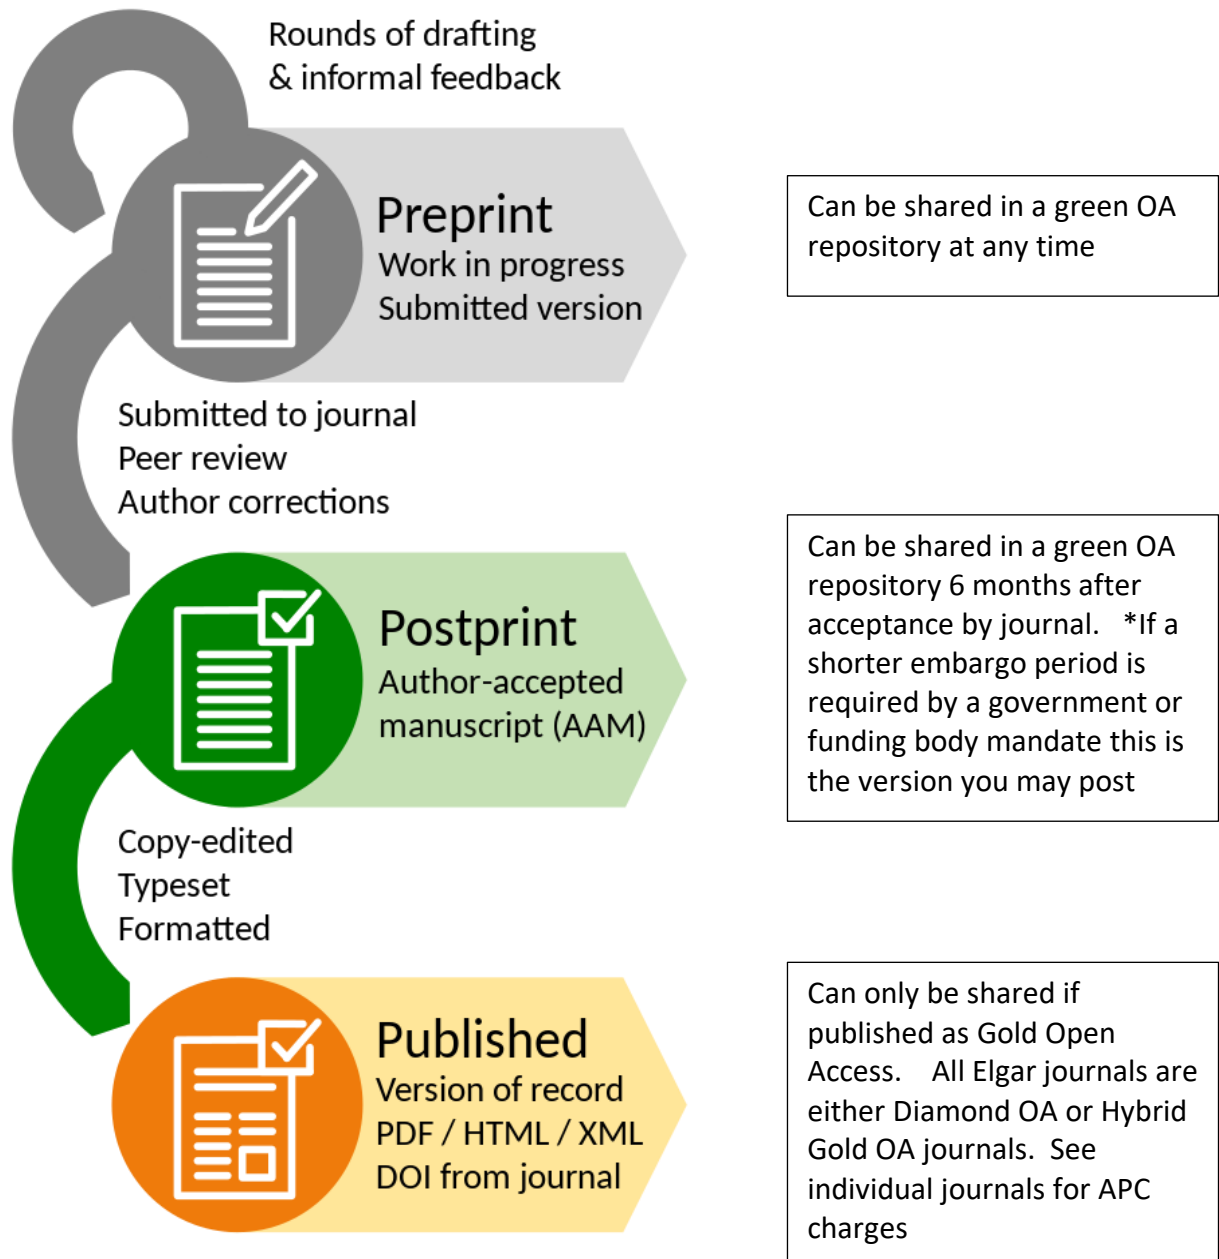 Rounds of drafting
& informal feedback
Preprint
Work in progress
Submitted version
Can be shared in a green OA
repository at any time
Submitted to journal
Peer review
Author corrections
Postprint
Author-accepted
manuscript (AAM)
Can be shared in a green OA
repository 6 months after
acceptance by journal.   *If a
shorter embargo period is
required by a government or
funding body mandate this is
the version you may post
Copy-edited
Typeset
Formatted
Published
Version of record
PDF / HTML / XML
DOI from journal
Can only be shared if
published as Gold Open
Access.    All Elgar journals are
either Diamond OA or Hybrid
Gold OA journals.  See
individual journals for APC
charges